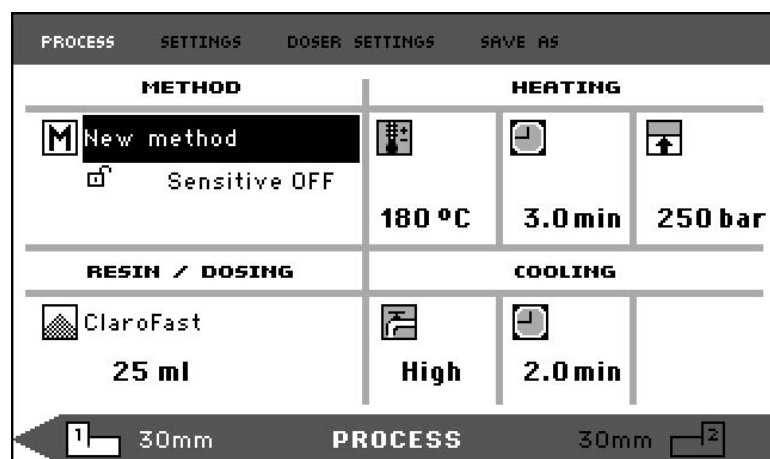 PROCESS SETTINGS DOSER SETTINGS SAVE AS
METHOD HEATING
M New method
Sensitive OFF
180 ºC 3.0 min 250 bar
RESIN / DOSING COOLING
ClaroFast
25 ml High 2.0 min
1 30mm PROCESS 30mm 2